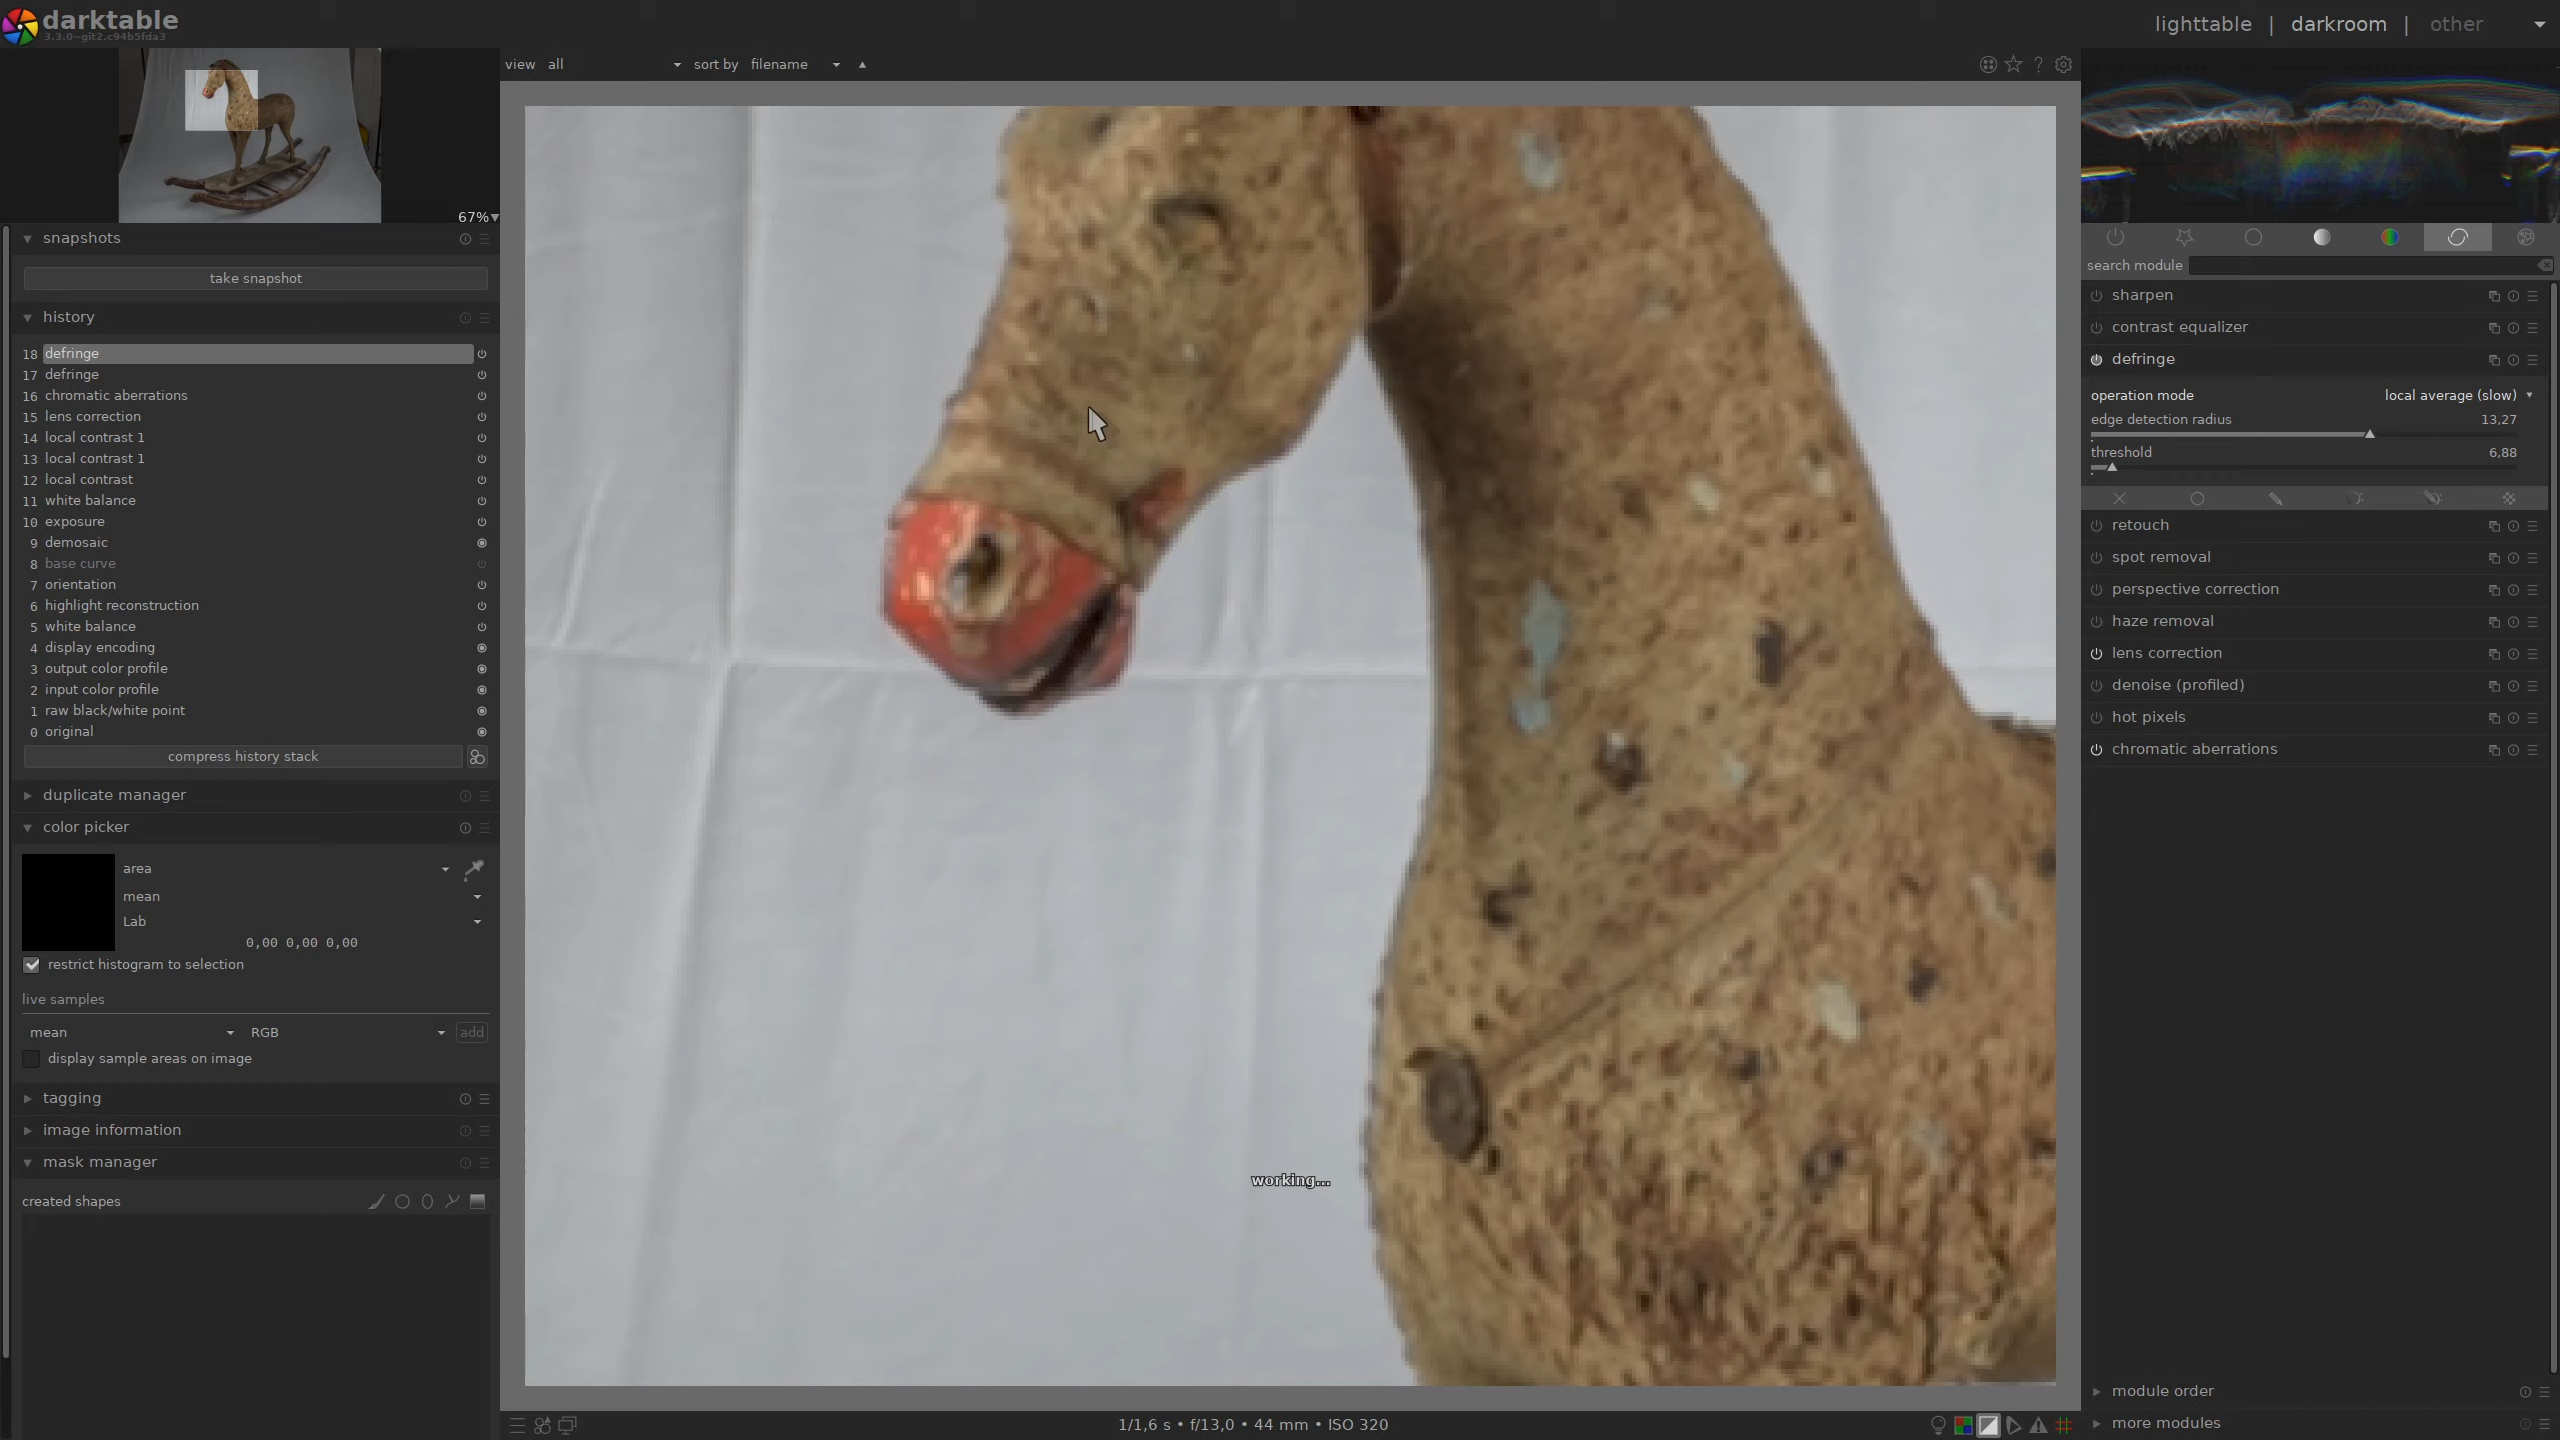 darktable
3.3.0~git2.c94b5fda3
lighttable | darkroom | other
view all sort by filename
67%
snapshots
take snapshot
history
18 defringe
17 defringe
16 chromatic aberrations
15 lens correction
14 local contrast 1
13 local contrast 1
12 local contrast
11 white balance
10 exposure
9 demosaic
8 base curve
7 orientation
6 highlight reconstruction
5 white balance
4 display encoding
3 output color profile
2 input color profile
1 raw black/white point
0 original
compress history stack
duplicate manager
color picker
area
mean
Lab
0,00 0,00 0,00
restrict histogram to selection
live samples
mean RGB add
display sample areas on image
tagging
image information
mask manager
created shapes
working...
1/1,6 s • f/13,0 • 44 mm • ISO 320
search module
sharpen
contrast equalizer
defringe
operation mode local average (slow)
edge detection radius 13,27
threshold 6,88
retouch
spot removal
perspective correction
haze removal
lens correction
denoise (profiled)
hot pixels
chromatic aberrations
module order
more modules